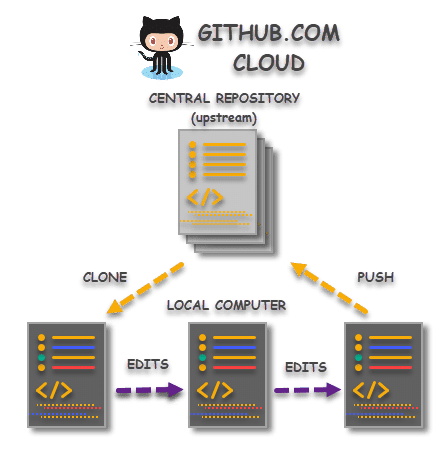 GITHUB.COM
CLOUD
CENTRAL REPOSITORY
(upstream)
</>
CLONE
PUSH
LOCAL COMPUTER
EDITS
EDITS
</>
</>
</>